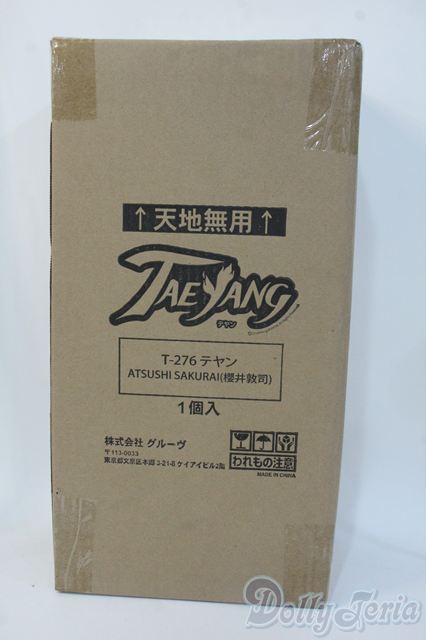 ↑天地無用↑
TAEYANG
テヤン
T-276 テヤン
ATSUSHI SAKURAI(櫻井敦司)
1個入
株式会社 グルーヴ
〒113-0033
東京都文京区本郷 3-21-8 ケイアイビル2階
われもの注意
MADE IN CHINA
DollyTeria